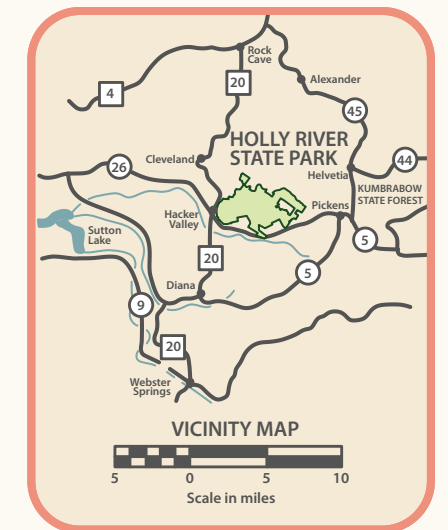 Rock
Cave
4
20
Alexander
45
HOLLY RIVER
STATE PARK
Cleveland
26
44
Helvetia
KUMBRABOW
STATE FOREST
Pickens
Hacker
Valley
Sutton
Lake
5
20
5
Diana
9
20
Webster
Springs
VICINITY MAP
5 0 5 10
Scale in miles